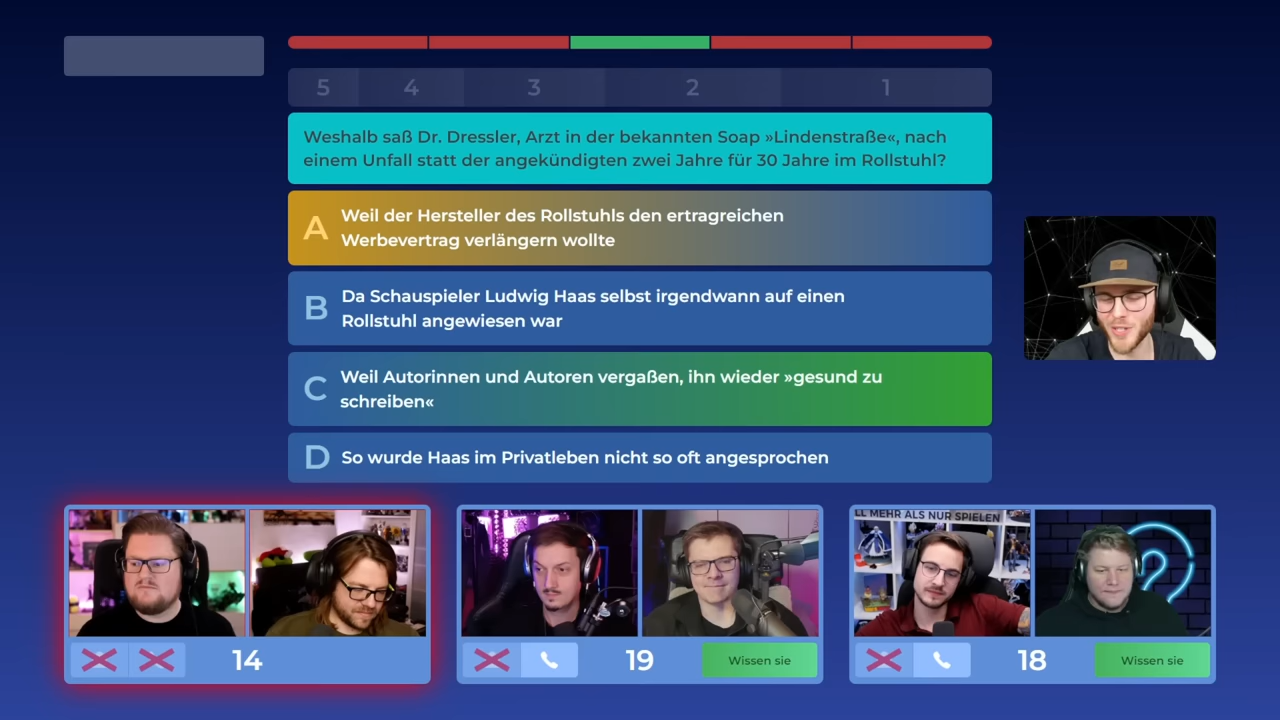 5 4 3 2 1
Weshalb saß Dr. Dressler, Arzt in der bekannten Soap »Lindenstraße«, nach
einem Unfall statt der angekündigten zwei Jahre für 30 Jahre im Rollstuhl?
A
Weil der Hersteller des Rollstuhls den ertragreichen
Werbevertrag verlängern wollte
B
Da Schauspieler Ludwig Haas selbst irgendwann auf einen
Rollstuhl angewiesen war
C
Weil Autorinnen und Autoren vergaßen, ihn wieder »gesund zu
schreiben«
D
So wurde Haas im Privatleben nicht so oft angesprochen
LL MEHR ALS NUR SPIELEN
14
19
Wissen sie
18
Wissen sie